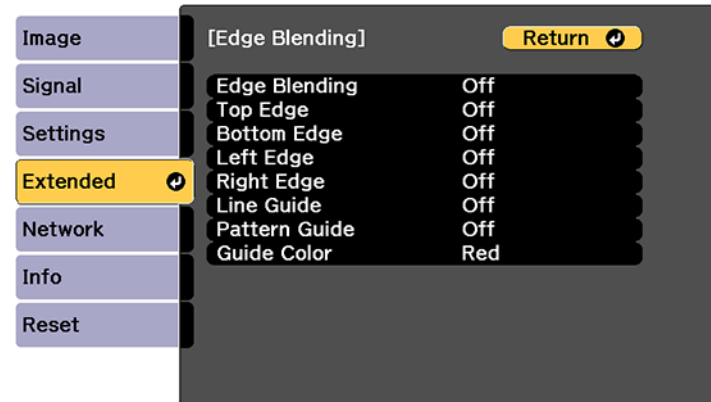 Image
Signal
Settings
Extended
Network
Info
Reset
[Edge Blending] Return
Edge Blending Off
Top Edge Off
Bottom Edge Off
Left Edge Off
Right Edge Off
Line Guide Off
Pattern Guide Off
Guide Color Red